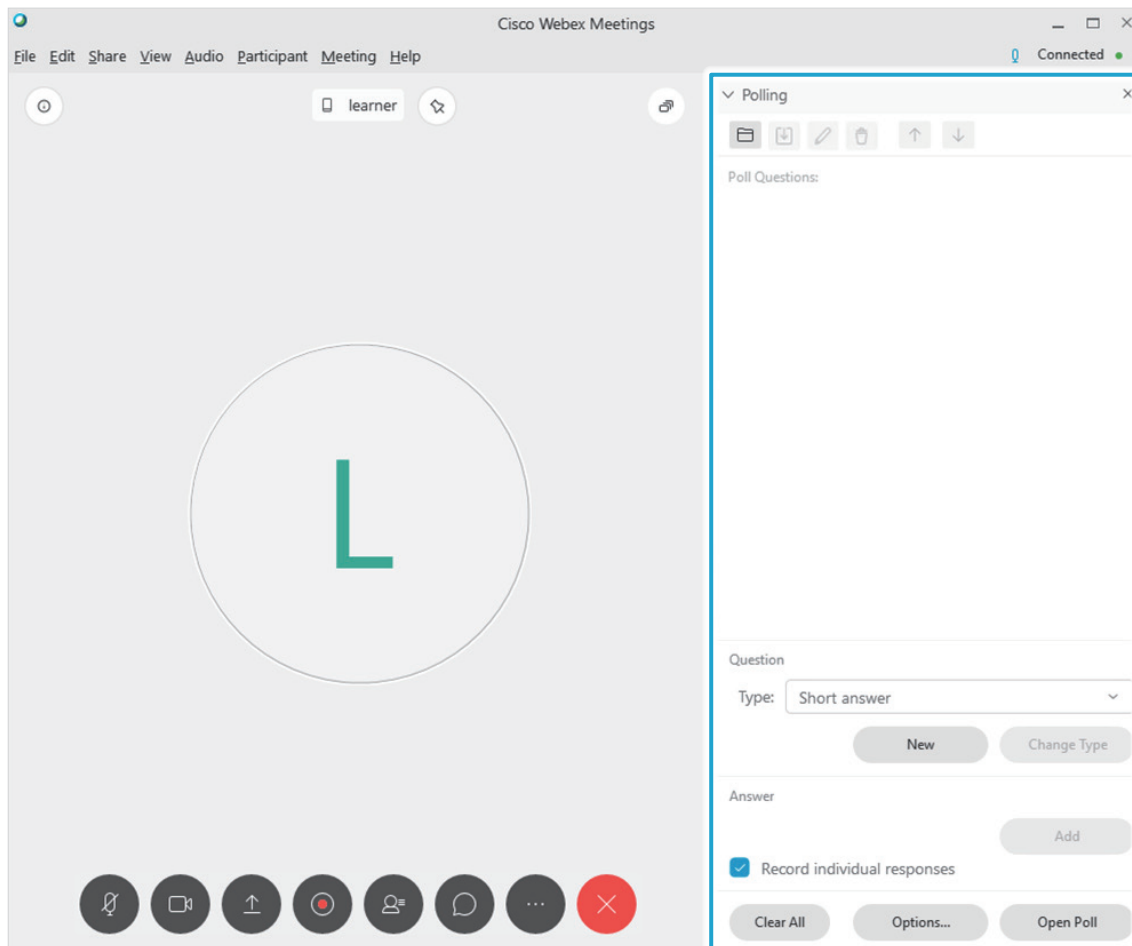 Cisco Webex Meetings
File Edit Share View Audio Participant Meeting Help
Connected
learner
L
Polling
Poll Questions:
Question
Type: Short answer
New Change Type
Answer
Add
Record individual responses
Clear All Options... Open Poll